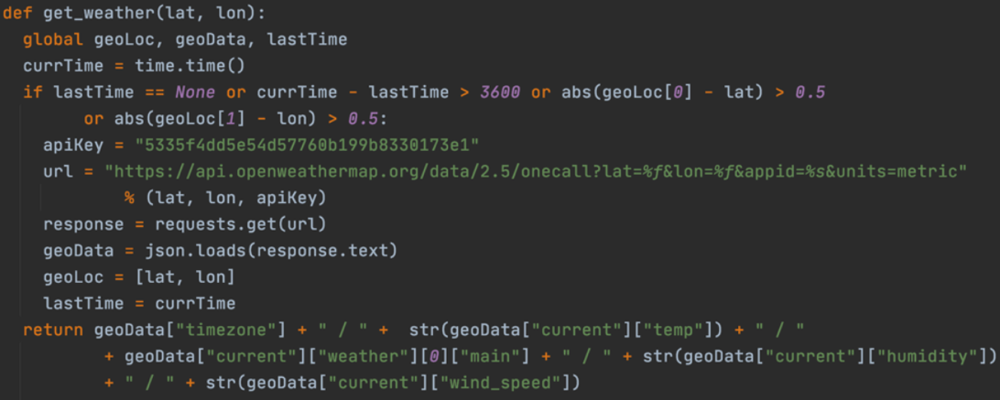 def get_weather(lat, lon):
global geoLoc, geoData, lastTime
currTime = time.time()
if lastTime == None or currTime - lastTime > 3600 or abs(geoLoc[0] - lat) > 0.5
or abs(geoLoc[1] - lon) > 0.5:
apiKey = "5335f4dd5e54d57760b199b8330173e1"
url = "https://api.openweathermap.org/data/2.5/onecall?lat=%f&lon=%f&appid=%s&units=metric"
% (lat, lon, apiKey)
response = requests.get(url)
geoData = json.loads(response.text)
geoLoc = [lat, lon]
lastTime = currTime
return geoData["timezone"] + " / " +  str(geoData["current"]["temp"]) + " / "
+ geoData["current"]["weather"][0]["main"] + " / " + str(geoData["current"]["humidity"])
+ " / " + str(geoData["current"]["wind_speed"])